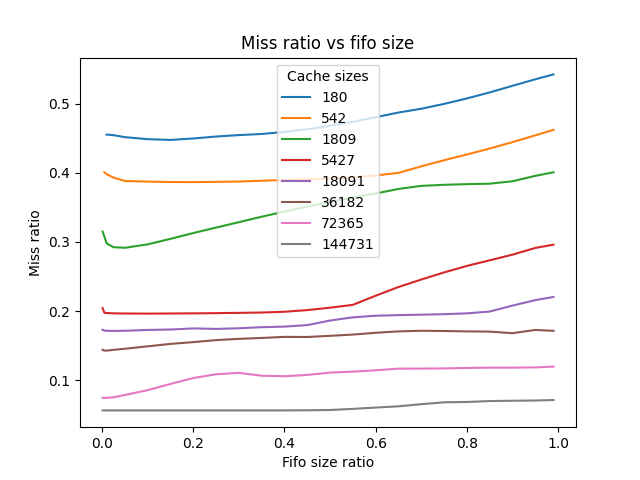 Miss ratio vs fifo size
Cache sizes
180
542
1809
5427
18091
36182
72365
144731
Miss ratio
0.5
0.4
0.3
0.2
0.1
0.0 0.2 0.4 0.6 0.8 1.0
Fifo size ratio